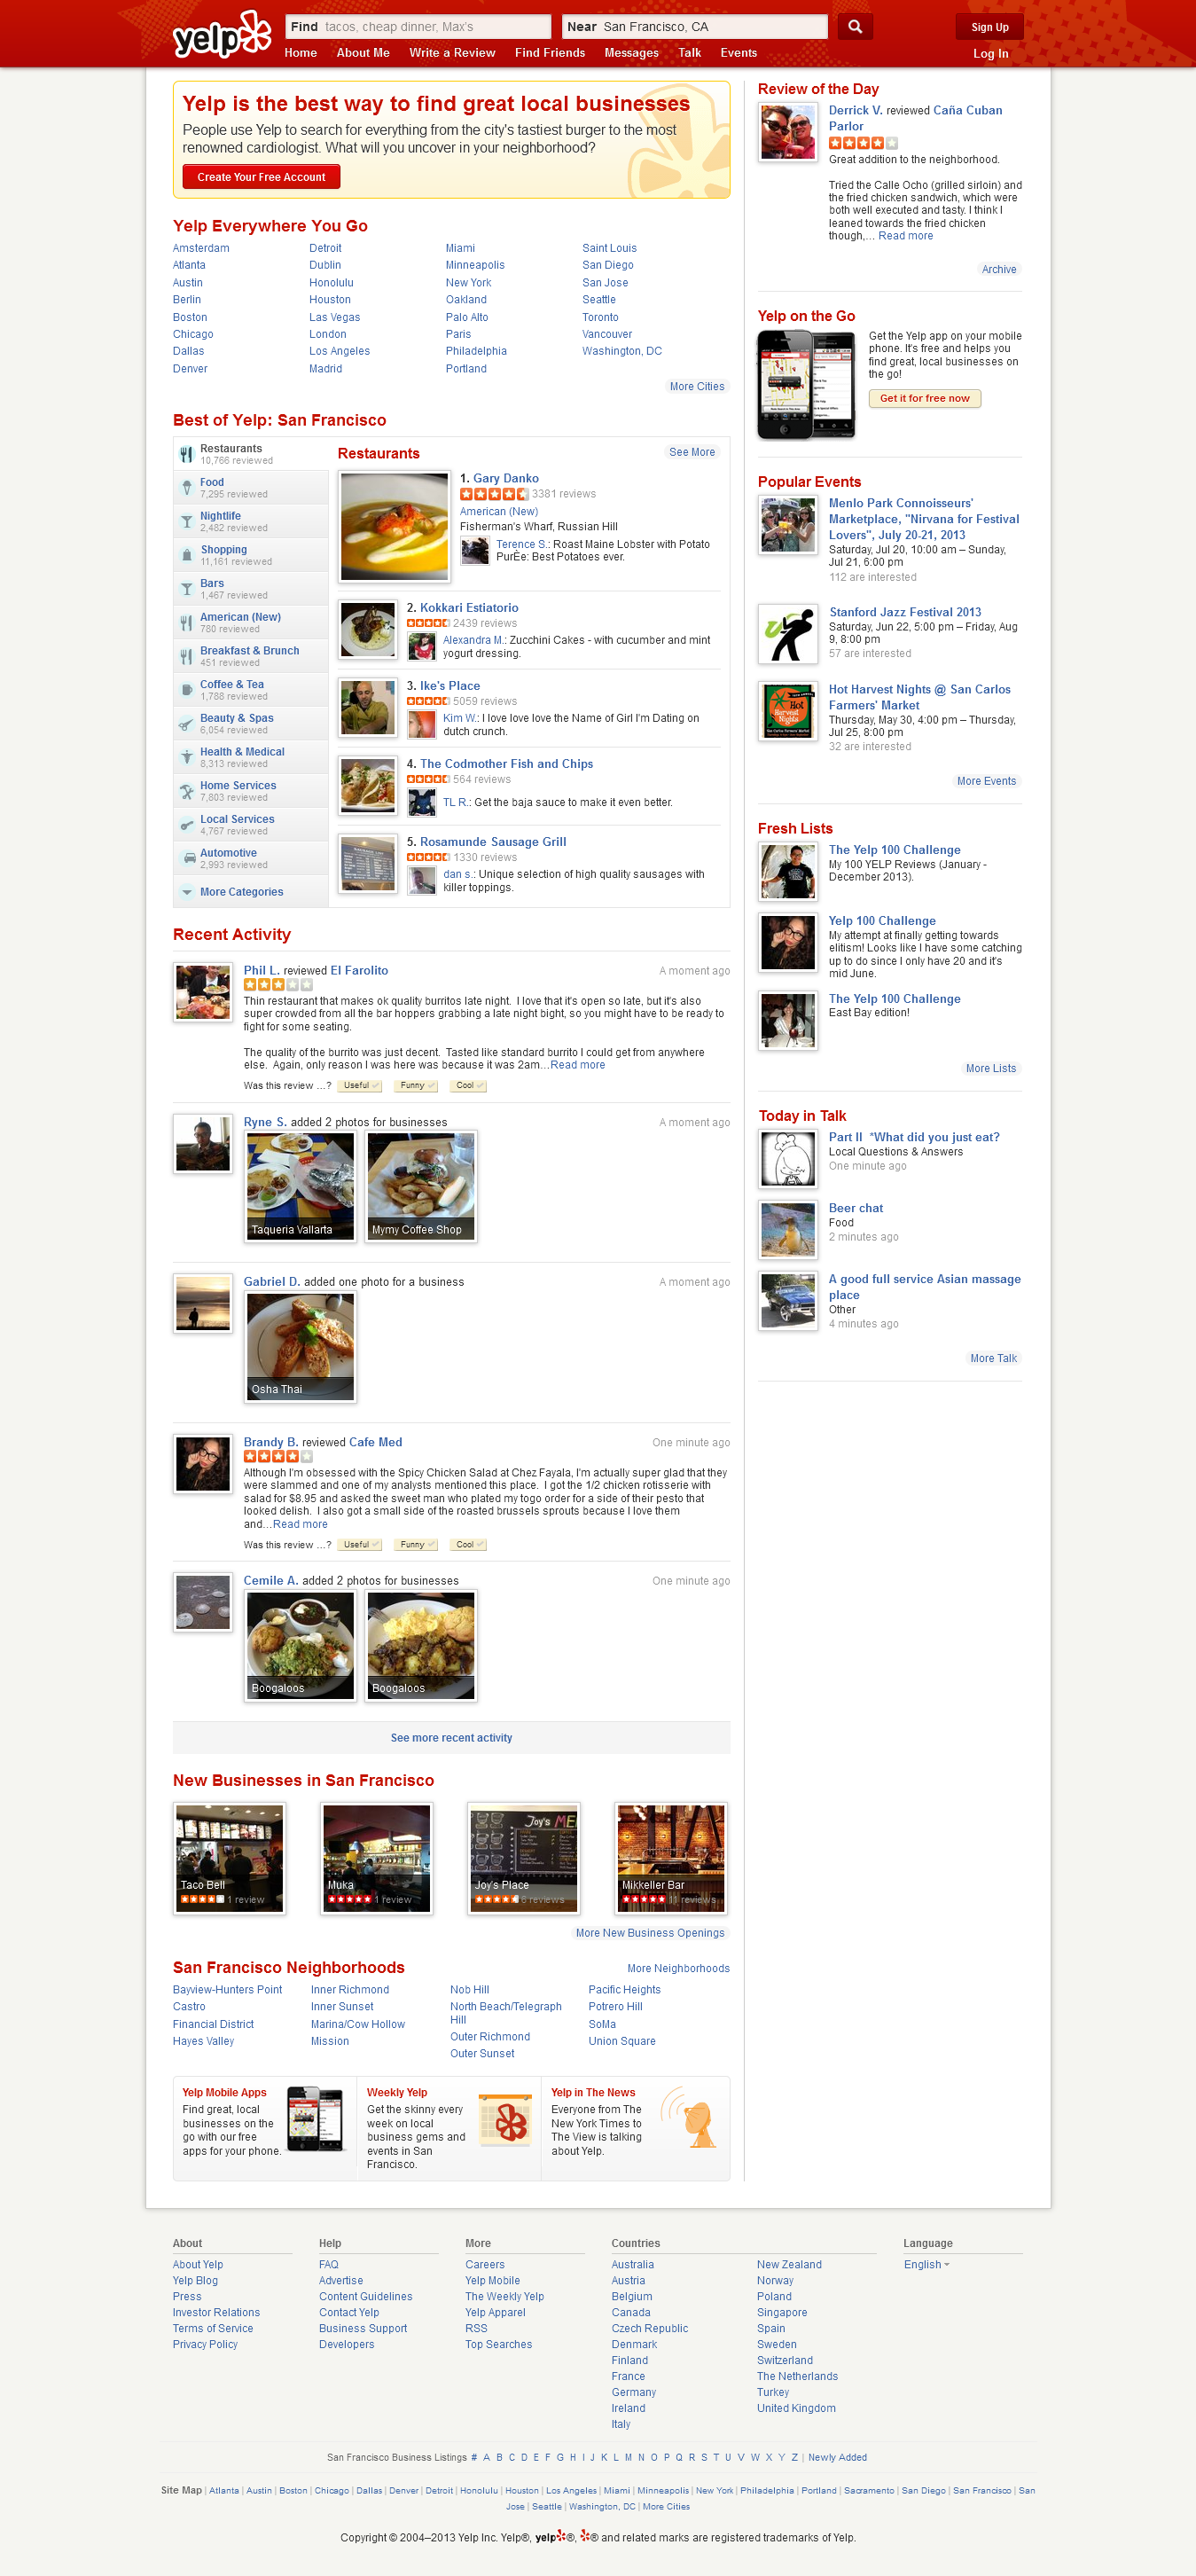 yelp
Find tacos, cheap dinner, Max's
Near San Francisco, CA
Sign Up
Home About Me Write a Review Find Friends Messages Talk Events
Log In
Yelp is the best way to find great local businesses
People use Yelp to search for everything from the city's tastiest burger to the most
renowned cardiologist. What will you uncover in your neighborhood?
Create Your Free Account
Yelp Everywhere You Go
Amsterdam
Atlanta
Austin
Berlin
Boston
Chicago
Dallas
Denver
Detroit
Dublin
Honolulu
Houston
Las Vegas
London
Los Angeles
Madrid
Miami
Minneapolis
New York
Oakland
Palo Alto
Paris
Philadelphia
Portland
Saint Louis
San Diego
San Jose
Seattle
Toronto
Vancouver
Washington, DC
More Cities
Best of Yelp: San Francisco
Restaurants
10,766 reviewed
Food
7,295 reviewed
Nightlife
2,482 reviewed
Shopping
11,161 reviewed
Bars
1,467 reviewed
American (New)
780 reviewed
Breakfast & Brunch
451 reviewed
Coffee & Tea
1,788 reviewed
Beauty & Spas
6,054 reviewed
Health & Medical
8,313 reviewed
Home Services
7,803 reviewed
Local Services
4,767 reviewed
Automotive
2,993 reviewed
More Categories
Restaurants
See More
1. Gary Danko
3381 reviews
American (New)
Fisherman's Wharf, Russian Hill
Terence S.: Roast Maine Lobster with Potato
PurÈe: Best Potatoes ever.
2. Kokkari Estiatorio
2439 reviews
Alexandra M.: Zucchini Cakes - with cucumber and mint
yogurt dressing.
3. Ike's Place
5059 reviews
Kim W.: I love love love the Name of Girl I'm Dating on
dutch crunch.
4. The Codmother Fish and Chips
564 reviews
TL R.: Get the baja sauce to make it even better.
5. Rosamunde Sausage Grill
1330 reviews
dan s.: Unique selection of high quality sausages with
killer toppings.
Recent Activity
Phil L. reviewed El Farolito
A moment ago
Thin restaurant that makes ok quality burritos late night. I love that it's open so late, but it's also
super crowded from all the bar hoppers grabbing a late night bight, so you might have to be ready to
fight for some seating.
The quality of the burrito was just decent. Tasted like standard burrito I could get from anywhere
else. Again, only reason I was here was because it was 2am…Read more
Was this review …? Useful Funny Cool
Ryne S. added 2 photos for businesses
A moment ago
Taqueria Vallarta
Mymy Coffee Shop
Gabriel D. added one photo for a business
A moment ago
Osha Thai
Brandy B. reviewed Cafe Med
One minute ago
Although I'm obsessed with the Spicy Chicken Salad at Chez Fayala, I'm actually super glad that they
were slammed and one of my analysts mentioned this place. I got the 1/2 chicken rotisserie with
salad for $8.95 and asked the sweet man who plated my togo order for a side of their pesto that
looked delish. I also got a small side of the roasted brussels sprouts because I love them
and…Read more
Was this review …? Useful Funny Cool
Cemile A. added 2 photos for businesses
One minute ago
Boogaloos
Boogaloos
See more recent activity
New Businesses in San Francisco
Taco Bell
1 review
Muka
1 review
Joy's
Joy's Place
6 reviews
Mikkeller Bar
11 reviews
More New Business Openings
San Francisco Neighborhoods
More Neighborhoods
Bayview-Hunters Point
Castro
Financial District
Hayes Valley
Inner Richmond
Inner Sunset
Marina/Cow Hollow
Mission
Nob Hill
North Beach/Telegraph
Hill
Outer Richmond
Outer Sunset
Pacific Heights
Potrero Hill
SoMa
Union Square
Yelp Mobile Apps
Find great, local
businesses on the
go with our free
apps for your phone.
Weekly Yelp
Get the skinny every
week on local
business gems and
events in San
Francisco.
Yelp in The News
Everyone from The
New York Times to
The View is talking
about Yelp.
Review of the Day
Derrick V. reviewed Caña Cuban
Parlor
Great addition to the neighborhood.
Tried the Calle Ocho (grilled sirloin) and
the fried chicken sandwich, which were
both well executed and tasty. I think I
leaned towards the fried chicken
though,… Read more
Archive
Yelp on the Go
Get the Yelp app on your mobile
phone. It's free and helps you
find great, local businesses on
the go!
Get it for free now
Popular Events
Menlo Park Connoisseurs'
Marketplace, "Nirvana for Festival
Lovers", July 20-21, 2013
Saturday, Jul 20, 10:00 am – Sunday,
Jul 21, 6:00 pm
112 are interested
Stanford Jazz Festival 2013
Saturday, Jun 22, 5:00 pm – Friday, Aug
9, 8:00 pm
57 are interested
Hot Harvest Nights @ San Carlos
Farmers' Market
Thursday, May 30, 4:00 pm – Thursday,
Jul 25, 8:00 pm
32 are interested
Hot
Harvest
Nights
More Events
Fresh Lists
The Yelp 100 Challenge
My 100 YELP Reviews (January -
December 2013).
Yelp 100 Challenge
My attempt at finally getting towards
elitism! Looks like I have some catching
up to do since I only have 20 and it's
mid June.
The Yelp 100 Challenge
East Bay edition!
More Lists
Today in Talk
Part II *What did you just eat?
Local Questions & Answers
One minute ago
Beer chat
Food
2 minutes ago
A good full service Asian massage
place
Other
4 minutes ago
More Talk
About
About Yelp
Yelp Blog
Press
Investor Relations
Terms of Service
Privacy Policy
Help
FAQ
Advertise
Content Guidelines
Contact Yelp
Business Support
Developers
More
Careers
Yelp Mobile
The Weekly Yelp
Yelp Apparel
RSS
Top Searches
Countries
Australia
Austria
Belgium
Canada
Czech Republic
Denmark
Finland
France
Germany
Ireland
Italy
New Zealand
Norway
Poland
Singapore
Spain
Sweden
Switzerland
The Netherlands
Turkey
United Kingdom
Language
English
San Francisco Business Listings # A B C D E F G H I J K L M N O P Q R S T U V W X Y Z | Newly Added
Site Map | Atlanta | Austin | Boston | Chicago | Dallas | Denver | Detroit | Honolulu | Houston | Los Angeles | Miami | Minneapolis | New York | Philadelphia | Portland | Sacramento | San Diego | San Francisco | San
Jose | Seattle | Washington, DC | More Cities
Copyright © 2004–2013 Yelp Inc. Yelp®, yelp®, ® and related marks are registered trademarks of Yelp.